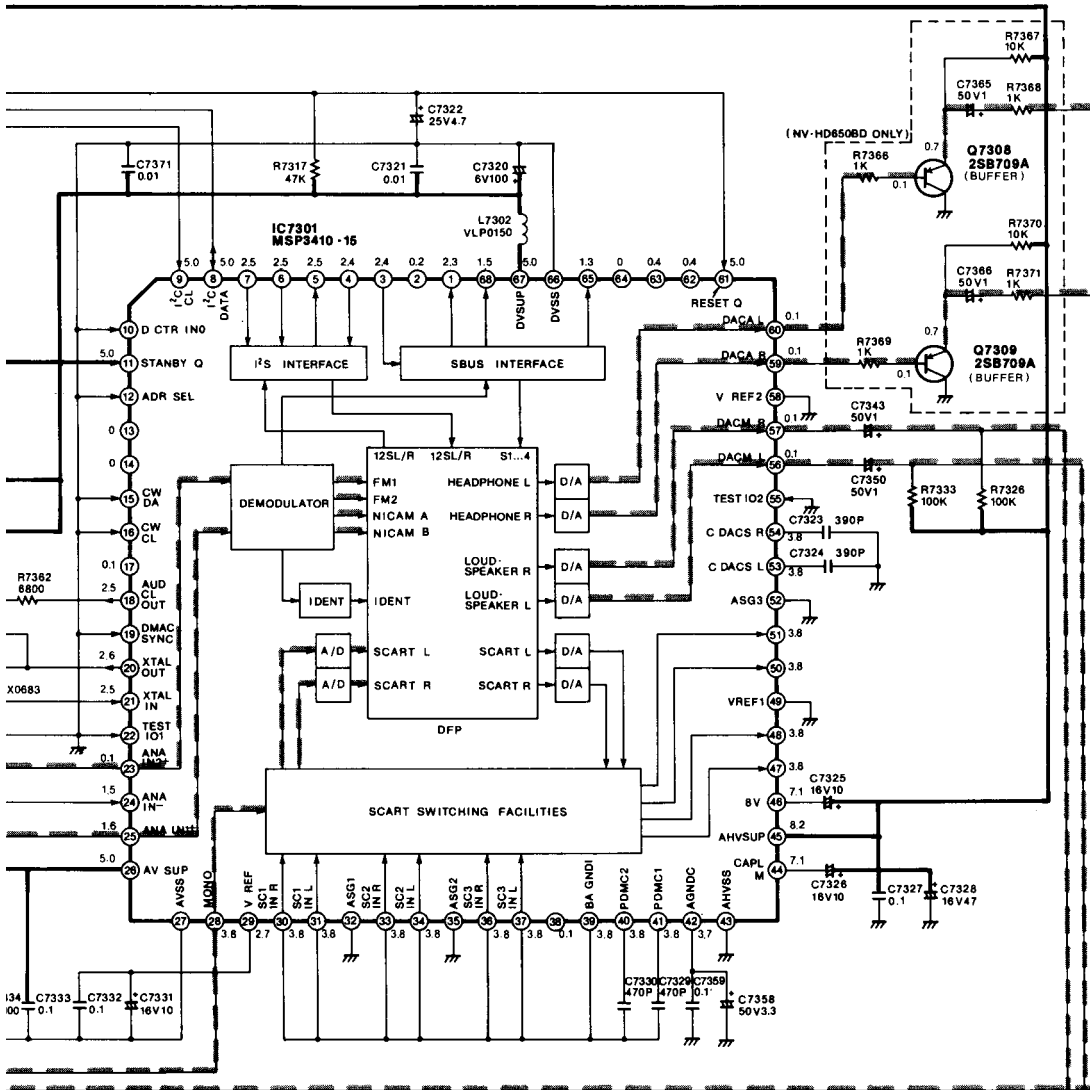 R7367
10K
C7365
50V1
R7368
1K
C7322
25V4.7
(NV-HD650BD ONLY)
C7371
0.01
R7317
47K
C7321
0.01
C7320
6V100
R7366
1K
0.1
0.7
Q7308
2SB709A
(BUFFER)
L7302
VLP0150
IC7301
MSP3410-15
R7370
10K
C7366
50V1
R7371
1K
5.0 5.0 2.5 2.5 2.5 2.4 2.4 0.2 2.3 1.5 5.0 1.3 0 0.4 0.4 5.0
9 8 7 6 5 4 3 2 1 68 67 66 65 64 63 62 61
I²C CL
I²C DATA
DVSUP
DVSS
RESET Q
10 D CTR IN0
DACA L 60 0.1
5.0 11 STANBY Q
I²S INTERFACE
SBUS INTERFACE
DACA R 59 0.1
R7369
1K
0.1
0.7
Q7309
2SB709A
(BUFFER)
12 ADR SEL
V REF2 58
0 13
DACM R 57 0.1
C7343
50V1
0 14
12SL/R 12SL/R S1...4
DACM L 56 0.1
C7350
50V1
15 CW DA
DEMODULATOR
FM1
FM2
NICAM A
NICAM B
HEADPHONE L D/A
HEADPHONE R D/A
TEST IO2 55
R7333
100K
R7326
100K
16 CW CL
C DACS R 54 3.8
C7323 390P
0.1 17
LOUD-SPEAKER R D/A
C DACS L 53 3.8
C7324 390P
R7362
6800
2.5 18 AUD CL OUT
IDENT IDENT
LOUD-SPEAKER L D/A
ASG3 52
19 DMAC SYNC
51 3.8
2.6 20 XTAL OUT
A/D SCART L
SCART L D/A
50 3.8
X0683
2.5 21 XTAL IN
A/D SCART R
SCART R D/A
VREF1 49
22 TEST IO1
DFP
48 3.8
0.1 23 ANA IN2+
47 3.8
1.5 24 ANA IN-
SCART SWITCHING FACILITIES
8V 46 7.1
C7325
16V10
1.6 25 ANA IN1+
AHVSUP 45 8.2
5.0 26 AV SUP
CAPL M 44 7.1
C7326
16V10
C7327
0.1
C7328
16V47
AVSS
MONO
V REF
SC1 IN R
SC1 IN L
ASG1
SC2 IN R
SC2 IN L
ASG2
SC3 IN R
SC3 IN L
BA GNDI
PDMC2
PDMC1
AGNDC
AHVSS
27 28 29 30 31 32 33 34 35 36 37 38 39 40 41 42 43
3.8 2.7 3.8 3.8 3.8 3.8 3.8 3.8 0.1 3.8 3.8 3.8 3.7
334
100
C7333
0.1
C7332
0.1
C7331
16V10
C7330
470P
C7329
470P
C7359
0.1
C7358
50V3.3